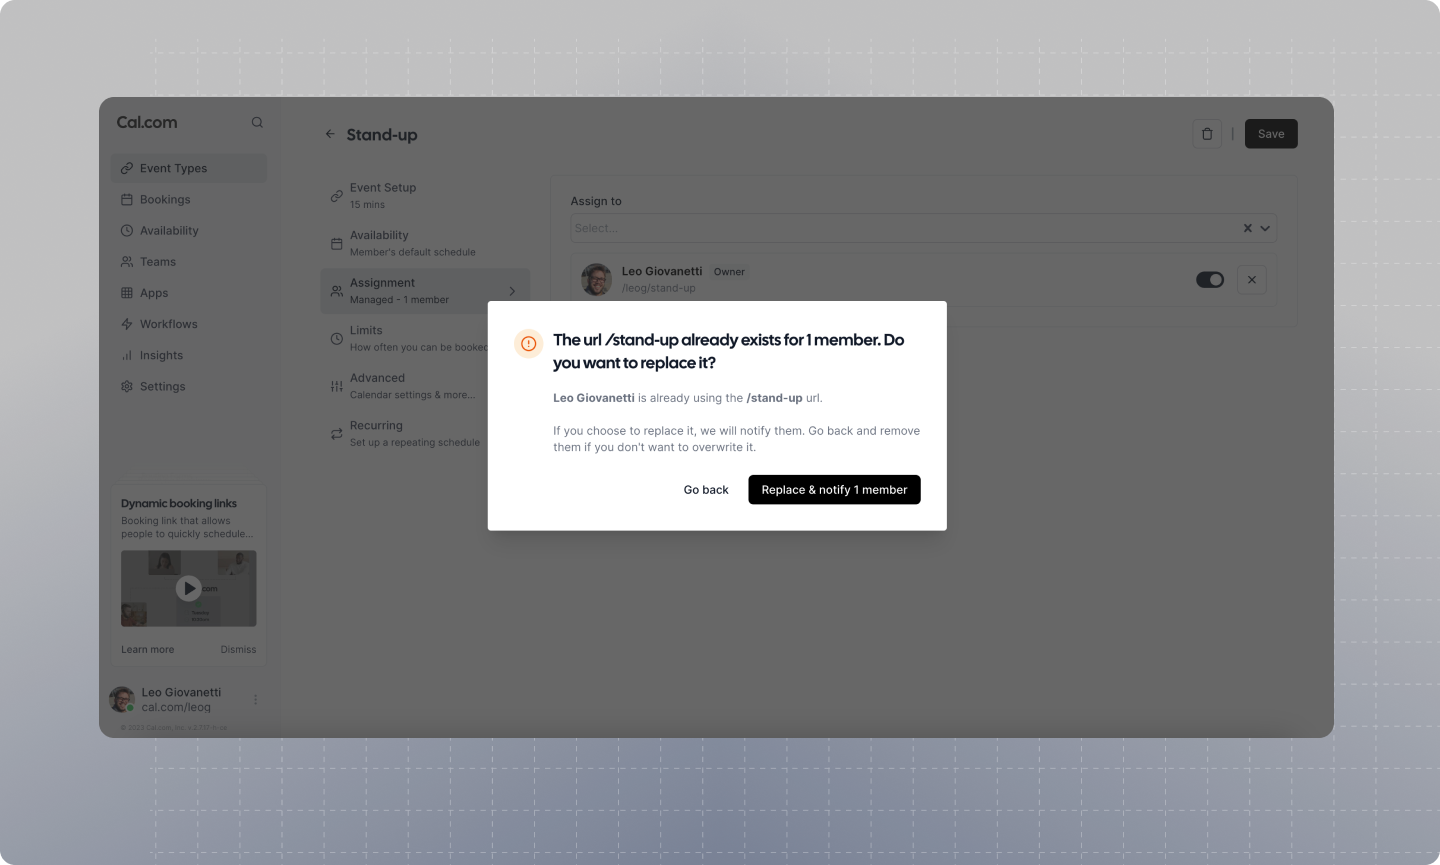 Cal.com
Event Types
Bookings
Availability
Teams
Apps
Workflows
Insights
Settings
Dynamic booking links
Booking link that allows
people to quickly schedule...
Learn more
Dismiss
Leo Giovanetti
cal.com/leog
Stand-up
Save
Event Setup
15 mins
Availability
Member's default schedule
Assignment
Managed - 1 member
Limits
How often you can be booked
Advanced
Calendar settings & more...
Recurring
Set up a repeating schedule
Assign to
Select...
Leo Giovanetti Owner
/leog/stand-up
The url /stand-up already exists for 1 member. Do
you want to replace it?
Leo Giovanetti is already using the /stand-up url.
If you choose to replace it, we will notify them. Go back and remove
them if you don't want to overwrite it.
Go back
Replace & notify 1 member